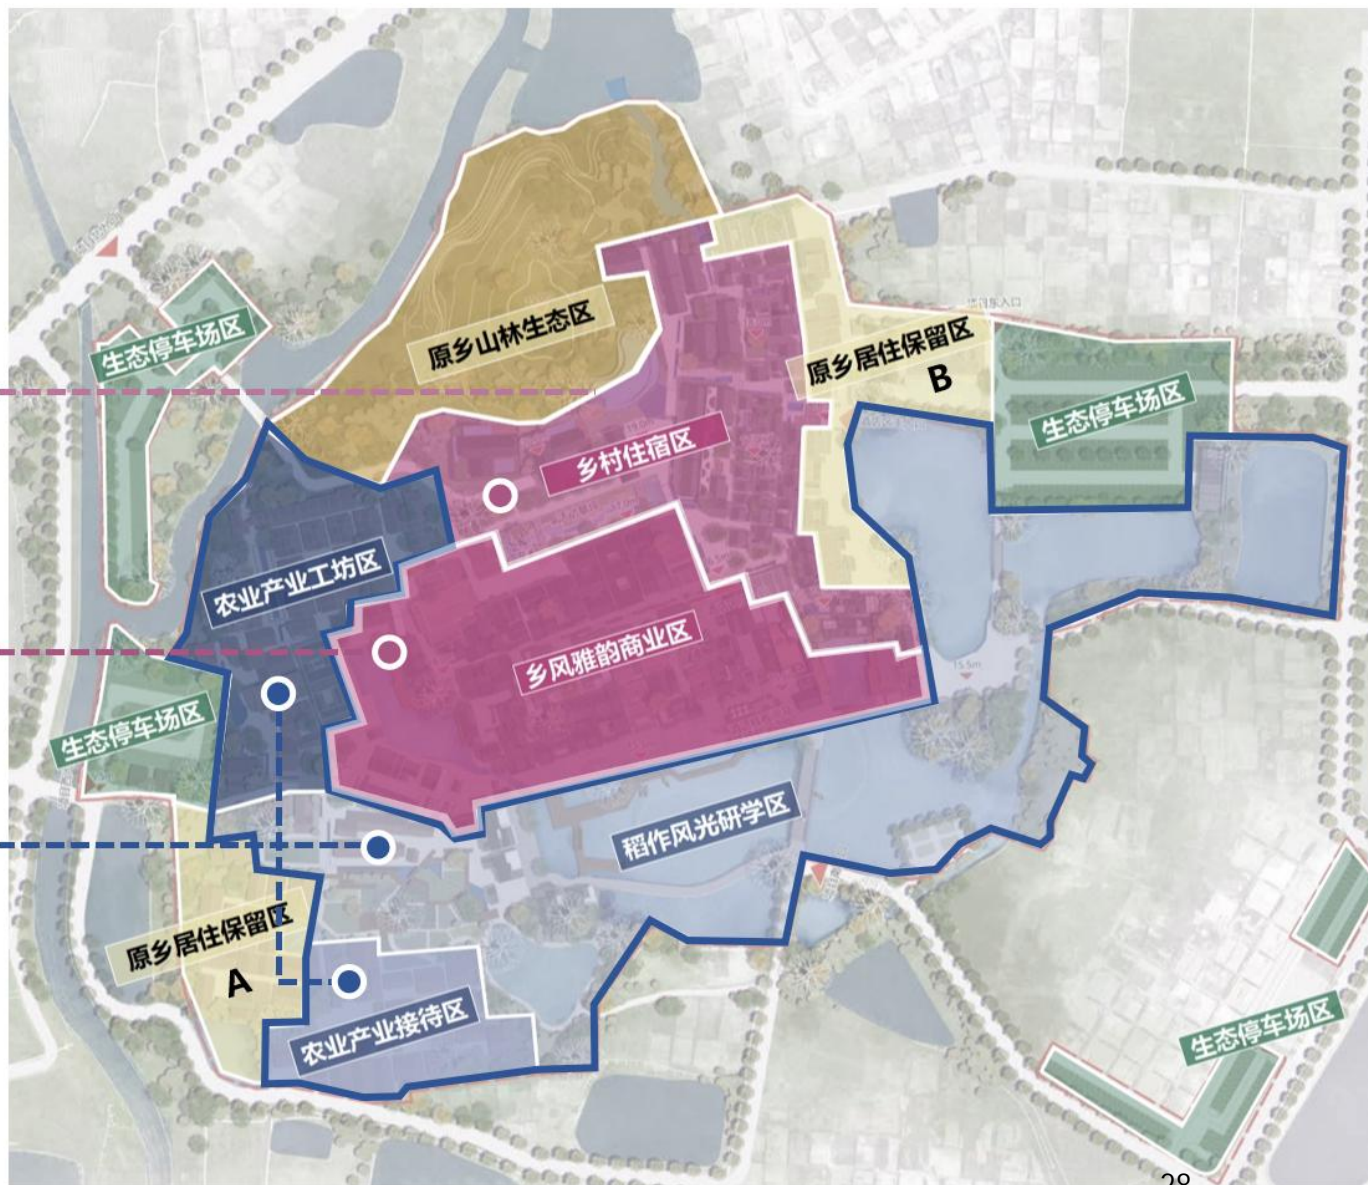 原乡山林生态区
生态停车场区
原乡居住保留区
B
生态停车场区
乡村住宿区
农业产业工坊区
乡风雅韵商业区
15.5m
生态停车场区
稻作风光研学区
原乡居住保留区
A
农业产业接待区
生态停车场区
28